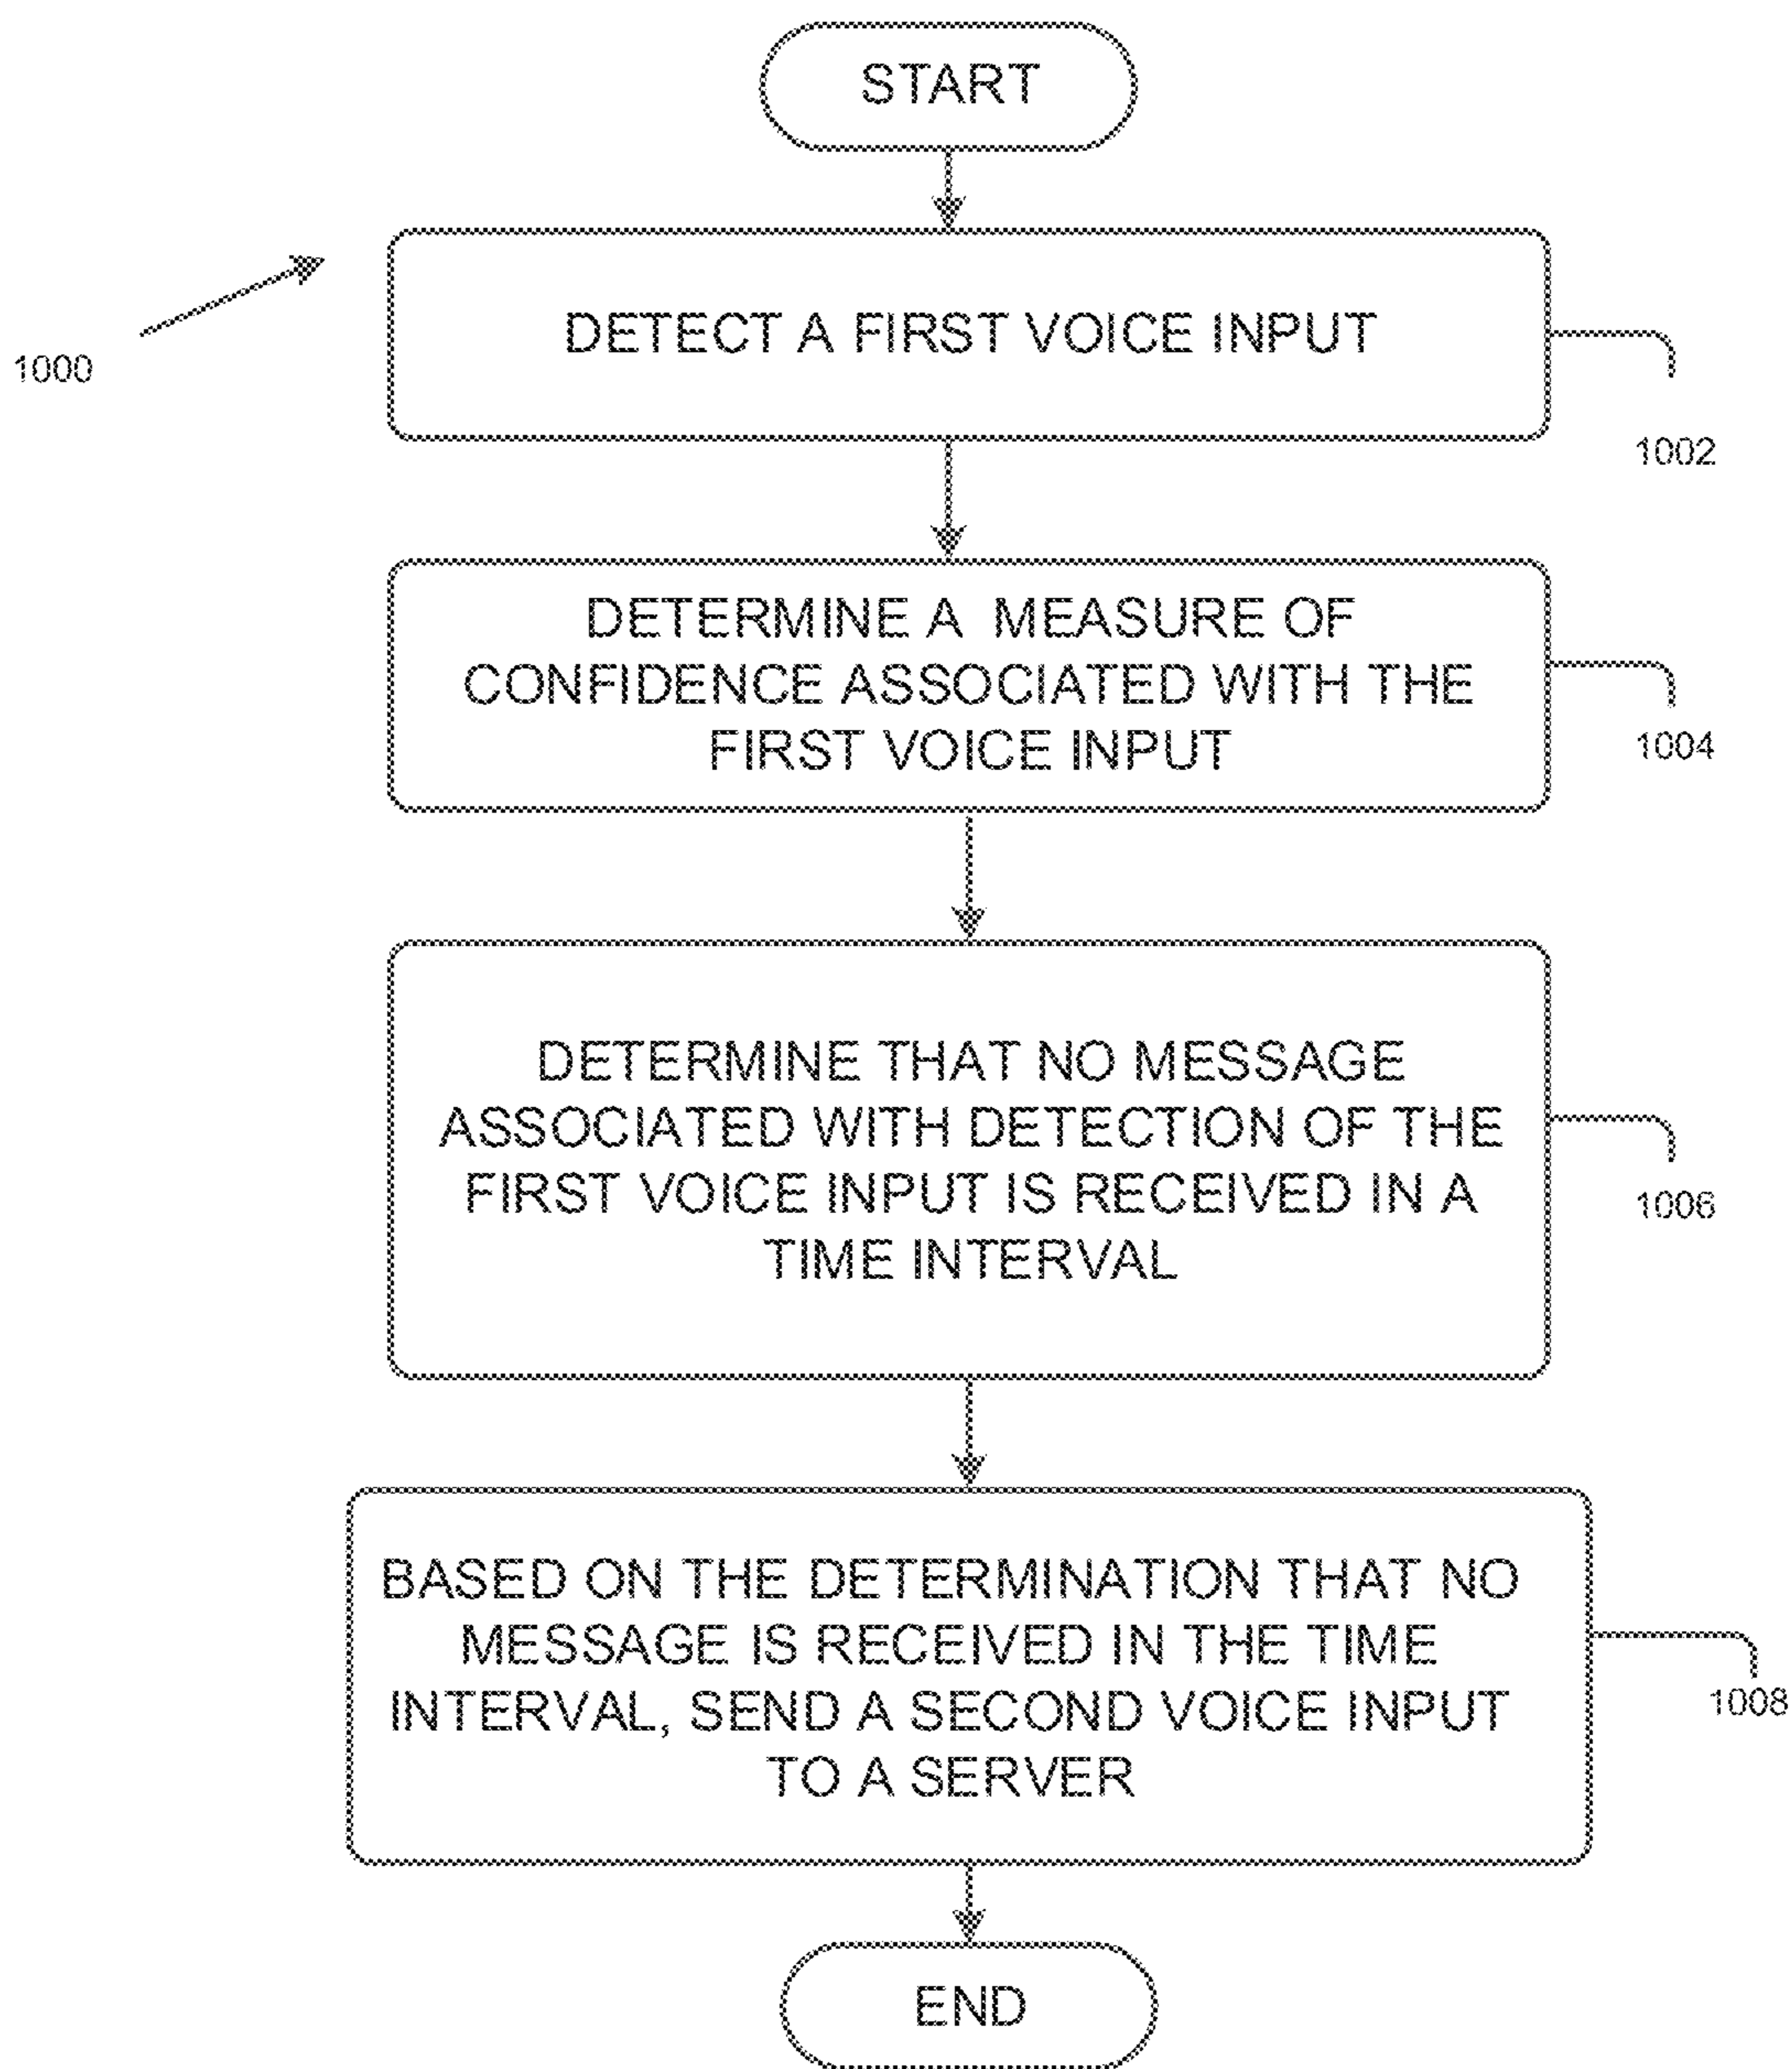 START
1000
DETECT A FIRST VOICE INPUT
1002
DETERMINE A MEASURE OF
CONFIDENCE ASSOCIATED WITH THE
FIRST VOICE INPUT
1004
DETERMINE THAT NO MESSAGE
ASSOCIATED WITH DETECTION OF THE
FIRST VOICE INPUT IS RECEIVED IN A
TIME INTERVAL
1006
BASED ON THE DETERMINATION THAT NO
MESSAGE IS RECEIVED IN THE TIME
INTERVAL, SEND A SECOND VOICE INPUT
TO A SERVER
1008
END